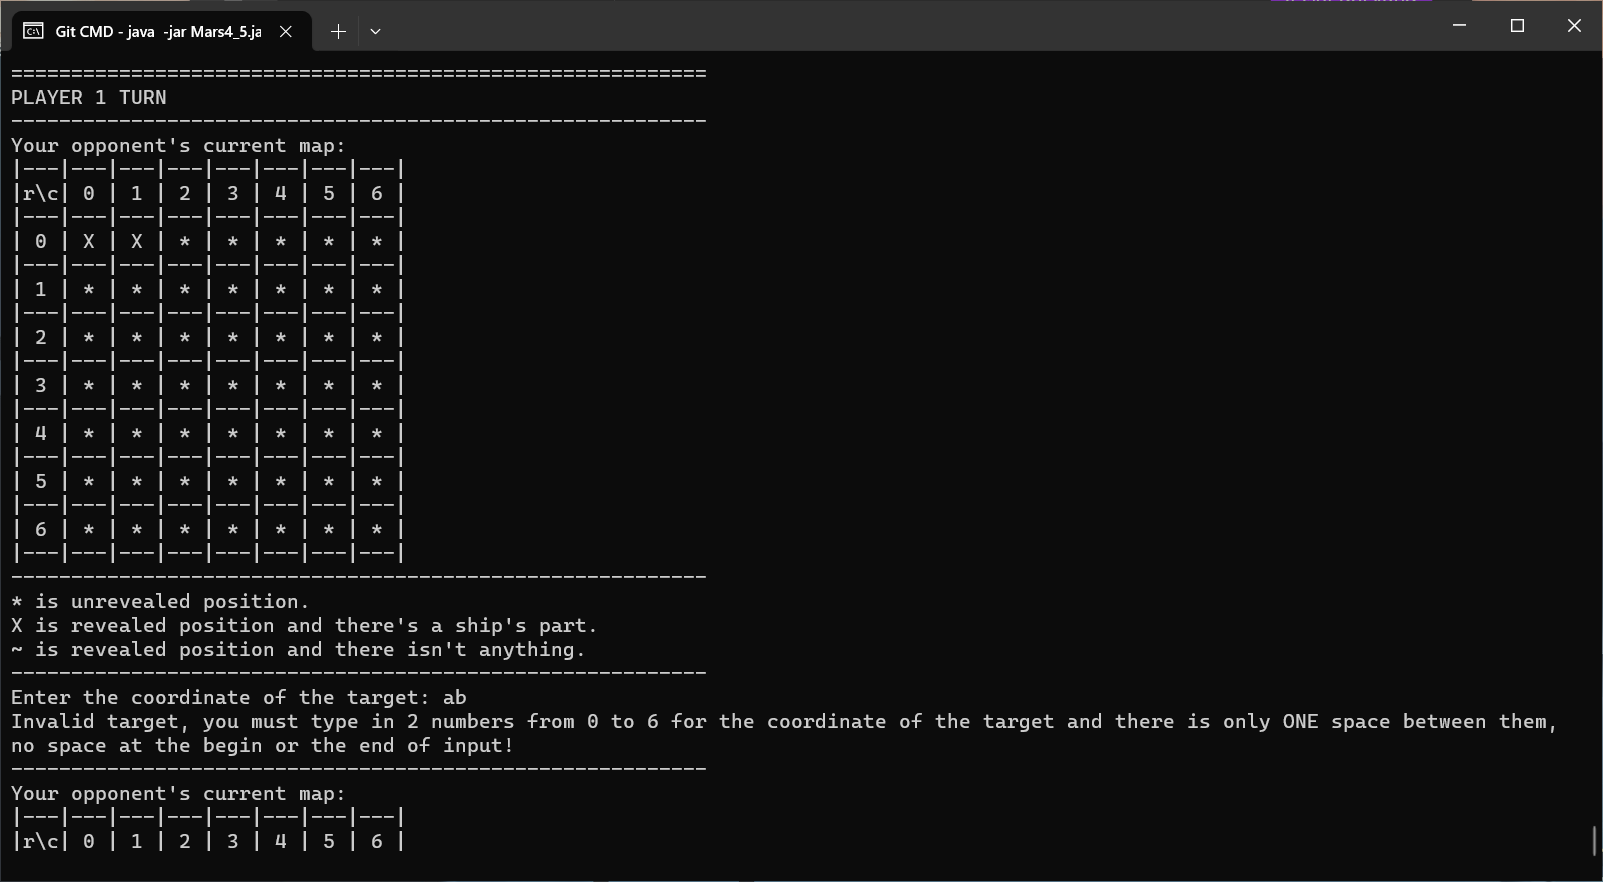 Git CMD - java  -jar Mars4_5.ja
==========================================================
PLAYER 1 TURN
----------------------------------------------------------
Your opponent's current map:
|---|---|---|---|---|---|---|---|
|r\c| 0 | 1 | 2 | 3 | 4 | 5 | 6 |
|---|---|---|---|---|---|---|---|
| 0 | X | X | * | * | * | * | * |
|---|---|---|---|---|---|---|---|
| 1 | * | * | * | * | * | * | * |
|---|---|---|---|---|---|---|---|
| 2 | * | * | * | * | * | * | * |
|---|---|---|---|---|---|---|---|
| 3 | * | * | * | * | * | * | * |
|---|---|---|---|---|---|---|---|
| 4 | * | * | * | * | * | * | * |
|---|---|---|---|---|---|---|---|
| 5 | * | * | * | * | * | * | * |
|---|---|---|---|---|---|---|---|
| 6 | * | * | * | * | * | * | * |
|---|---|---|---|---|---|---|---|
----------------------------------------------------------
* is unrevealed position.
X is revealed position and there's a ship's part.
~ is revealed position and there isn't anything.
----------------------------------------------------------
Enter the coordinate of the target: ab
Invalid target, you must type in 2 numbers from 0 to 6 for the coordinate of the target and there is only ONE space between them,
no space at the begin or the end of input!
----------------------------------------------------------
Your opponent's current map:
|---|---|---|---|---|---|---|---|
|r\c| 0 | 1 | 2 | 3 | 4 | 5 | 6 |